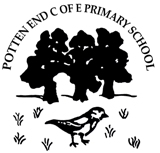 POTTEN END C OF E PRIMARY SCHOOL